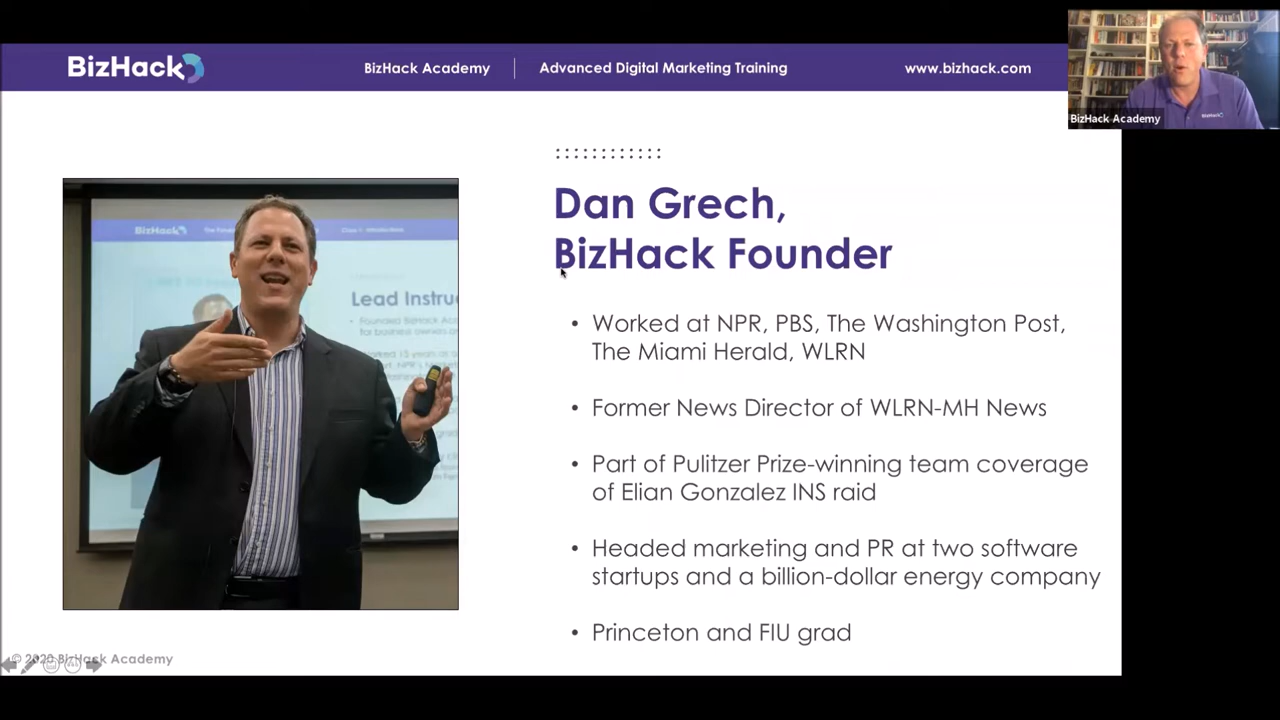 BizHack
BizHack Academy
Advanced Digital Marketing Training
www.bizhack.com
BizHack Academy
BizHack
Dan Grech,
BizHack Founder
BizHack
Lead Instru
• Worked at NPR, PBS, The Washington Post,
The Miami Herald, WLRN
• Former News Director of WLRN-MH News
• Part of Pulitzer Prize-winning team coverage
of Elian Gonzalez INS raid
• Headed marketing and PR at two software
startups and a billion-dollar energy company
• Princeton and FIU grad
© 2020 BizHack Academy